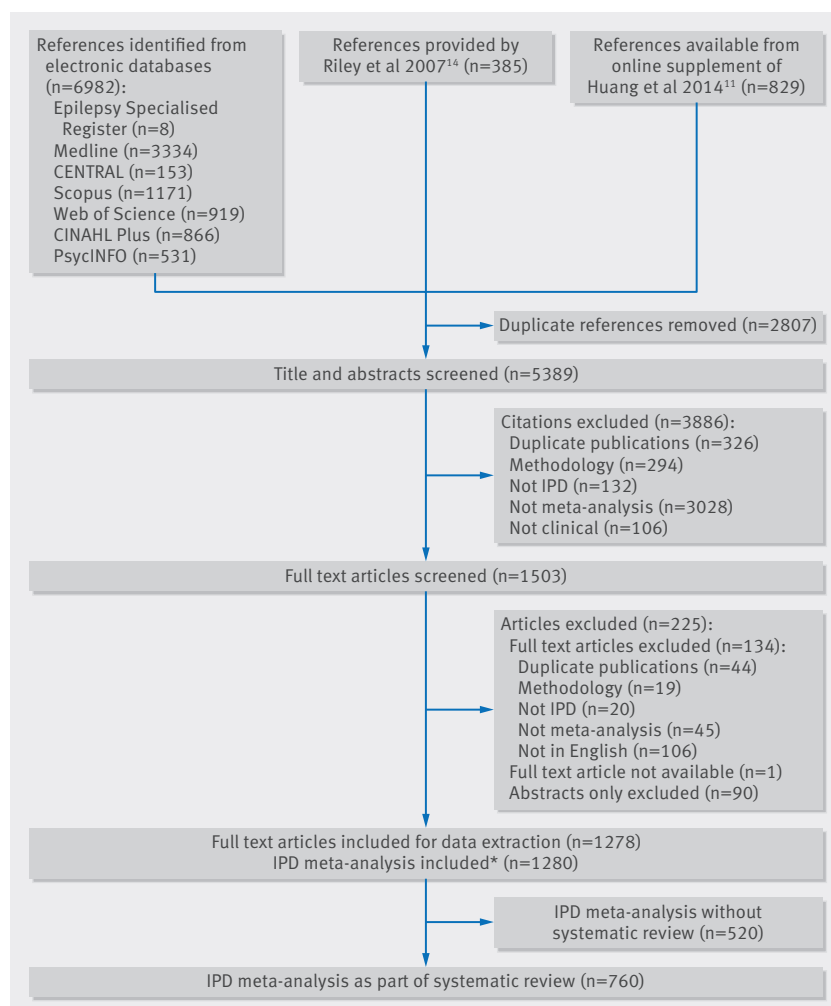 References identified from
electronic databases
(n=6982):
Epilepsy Specialised
Register (n=8)
Medline (n=3334)
CENTRAL (n=153)
Scopus (n=1171)
Web of Science (n=919)
CINAHL Plus (n=866)
PsycINFO (n=531)
References provided by
Riley et al 2007¹⁴ (n=385)
References available from
online supplement of
Huang et al 2014¹¹ (n=829)
Duplicate references removed (n=2807)
Title and abstracts screened (n=5389)
Citations excluded (n=3886):
Duplicate publications (n=326)
Methodology (n=294)
Not IPD (n=132)
Not meta-analysis (n=3028)
Not clinical (n=106)
Full text articles screened (n=1503)
Articles excluded (n=225):
Full text articles excluded (n=134):
Duplicate publications (n=44)
Methodology (n=19)
Not IPD (n=20)
Not meta-analysis (n=45)
Not in English (n=106)
Full text article not available (n=1)
Abstracts only excluded (n=90)
Full text articles included for data extraction (n=1278)
IPD meta-analysis included* (n=1280)
IPD meta-analysis without
systematic review (n=520)
IPD meta-analysis as part of systematic review (n=760)